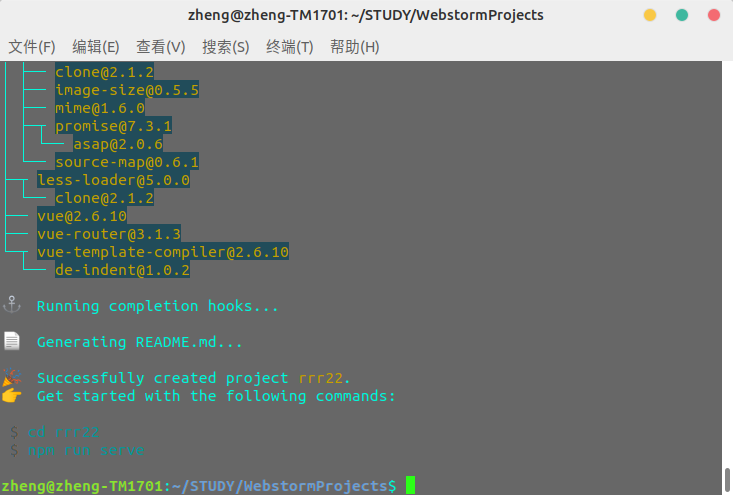 zheng@zheng-TM1701: ~/STUDY/WebstormProjects
文件(F) 编辑(E) 查看(V) 搜索(S) 终端(T) 帮助(H)
clone@2.1.2
image-size@0.5.5
mime@1.6.0
promise@7.3.1
asap@2.0.6
source-map@0.6.1
less-loader@5.0.0
clone@2.1.2
vue@2.6.10
vue-router@3.1.3
vue-template-compiler@2.6.10
de-indent@1.0.2
Running completion hooks...
Generating README.md...
Successfully created project rrr22.
Get started with the following commands:
$ cd rrr22
$ npm run serve
zheng@zheng-TM1701:~/STUDY/WebstormProjects$